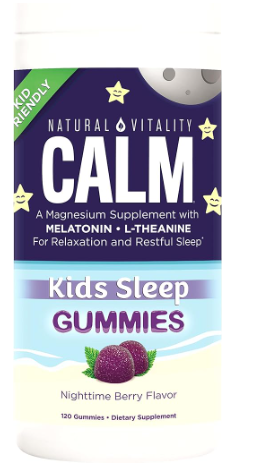 KID
FRIENDLY
NATURAL VITALITY
CALM
A Magnesium Supplement with
MELATONIN • L-THEANINE
For Relaxation and Restful Sleep*
Kids Sleep
GUMMIES
Nighttime Berry Flavor
120 Gummies • Dietary Supplement